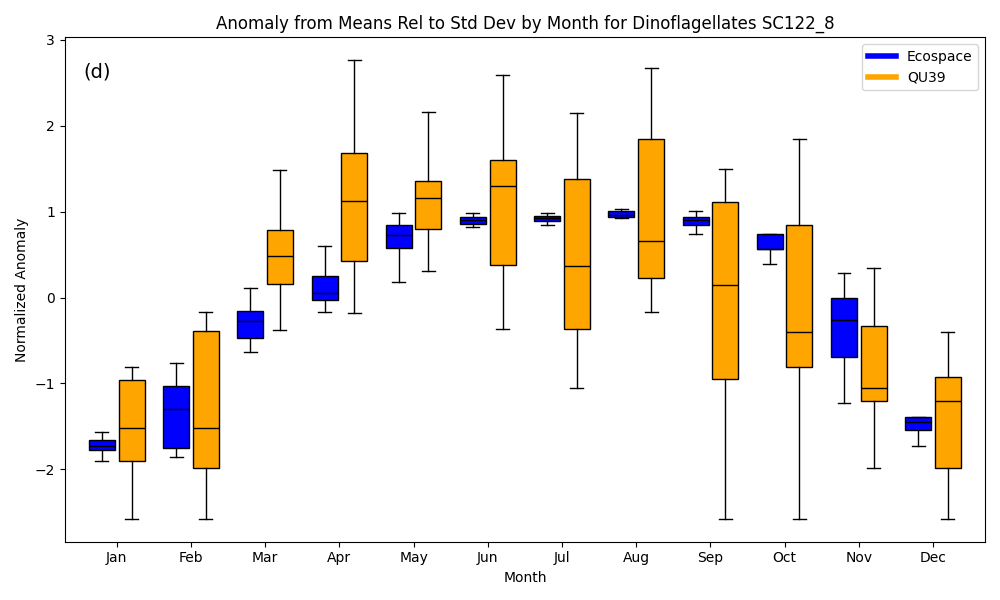 Anomaly from Means Rel to Std Dev by Month for Dinoflagellates SC122_8
(d)
Ecospace
QU39
Normalized Anomaly
3
2
1
0
−1
−2
Jan Feb Mar Apr May Jun Jul Aug Sep Oct Nov Dec
Month